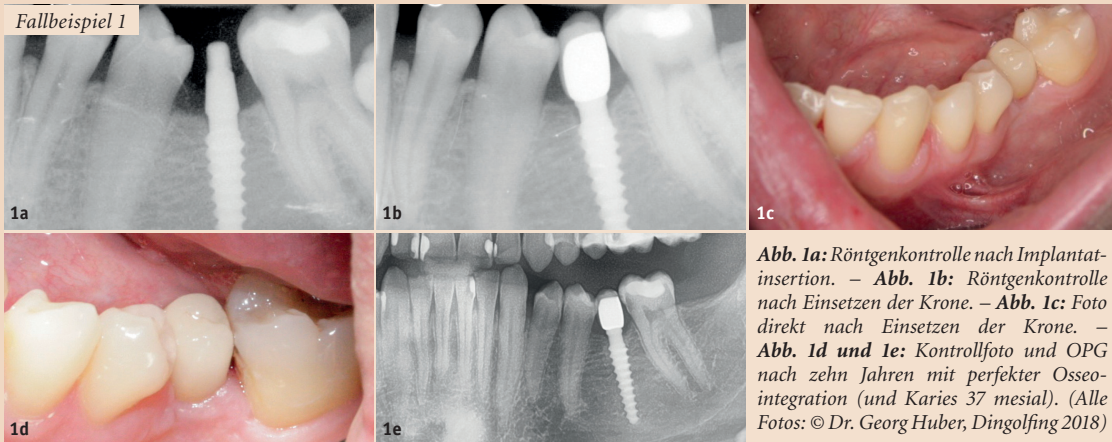 Fallbeispiel 1
1a
1b
1c
1d
1e
Abb. 1a: Röntgenkontrolle nach Implantat-
insertion. – Abb. 1b: Röntgenkontrolle
nach Einsetzen der Krone. – Abb. 1c: Foto
direkt nach Einsetzen der Krone. –
Abb. 1d und 1e: Kontrollfoto und OPG
nach zehn Jahren mit perfekter Osseo-
integration (und Karies 37 mesial). (Alle
Fotos: © Dr. Georg Huber, Dingolfing 2018)